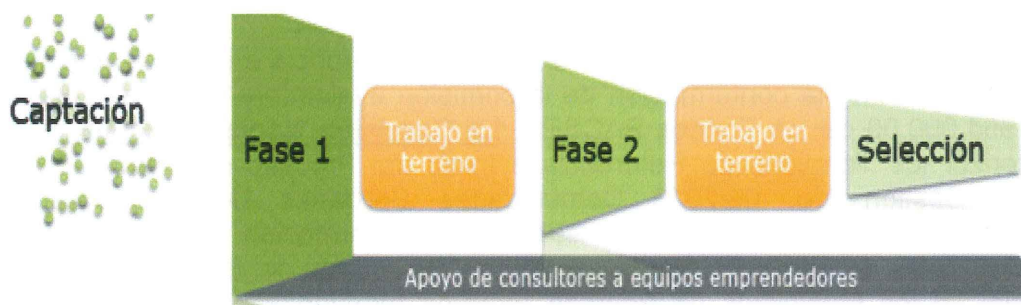 Captación
Fase 1
Trabajo en
terreno
Fase 2
Trabajo en
terreno
Selección
Apoyo de consultores a equipos emprendedores